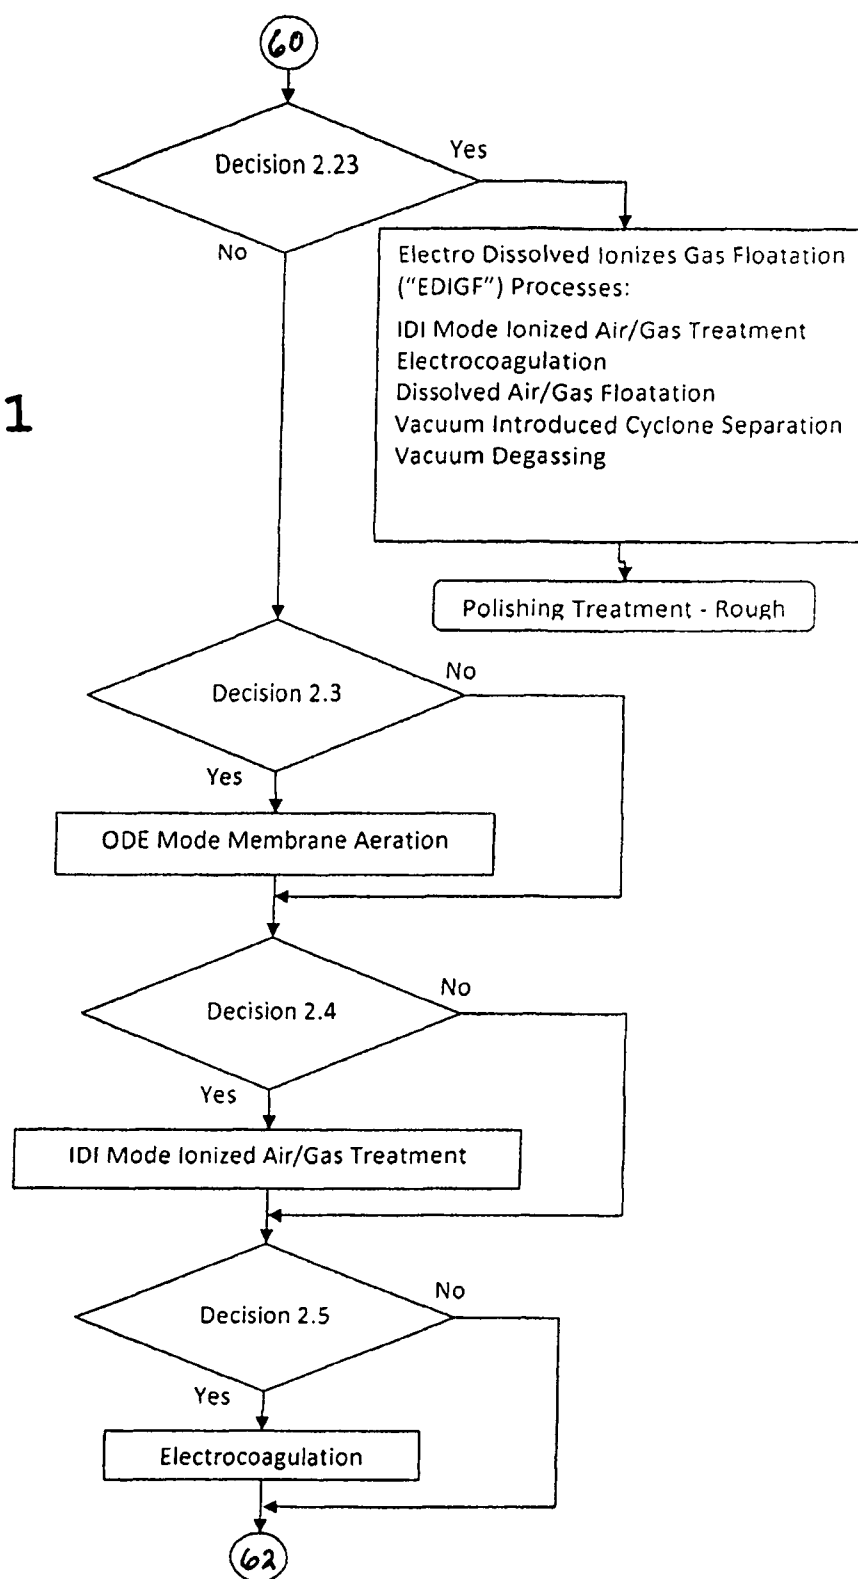 60
Decision 2.23
Yes
No
Electro Dissolved Ionizes Gas Floatation
("EDIGF") Processes:
IDI Mode Ionized Air/Gas Treatment
Electrocoagulation
Dissolved Air/Gas Floatation
Vacuum Introduced Cyclone Separation
Vacuum Degassing
1
Polishing Treatment - Rough
Decision 2.3
No
Yes
ODE Mode Membrane Aeration
Decision 2.4
No
Yes
IDI Mode Ionized Air/Gas Treatment
Decision 2.5
No
Yes
Electrocoagulation
62